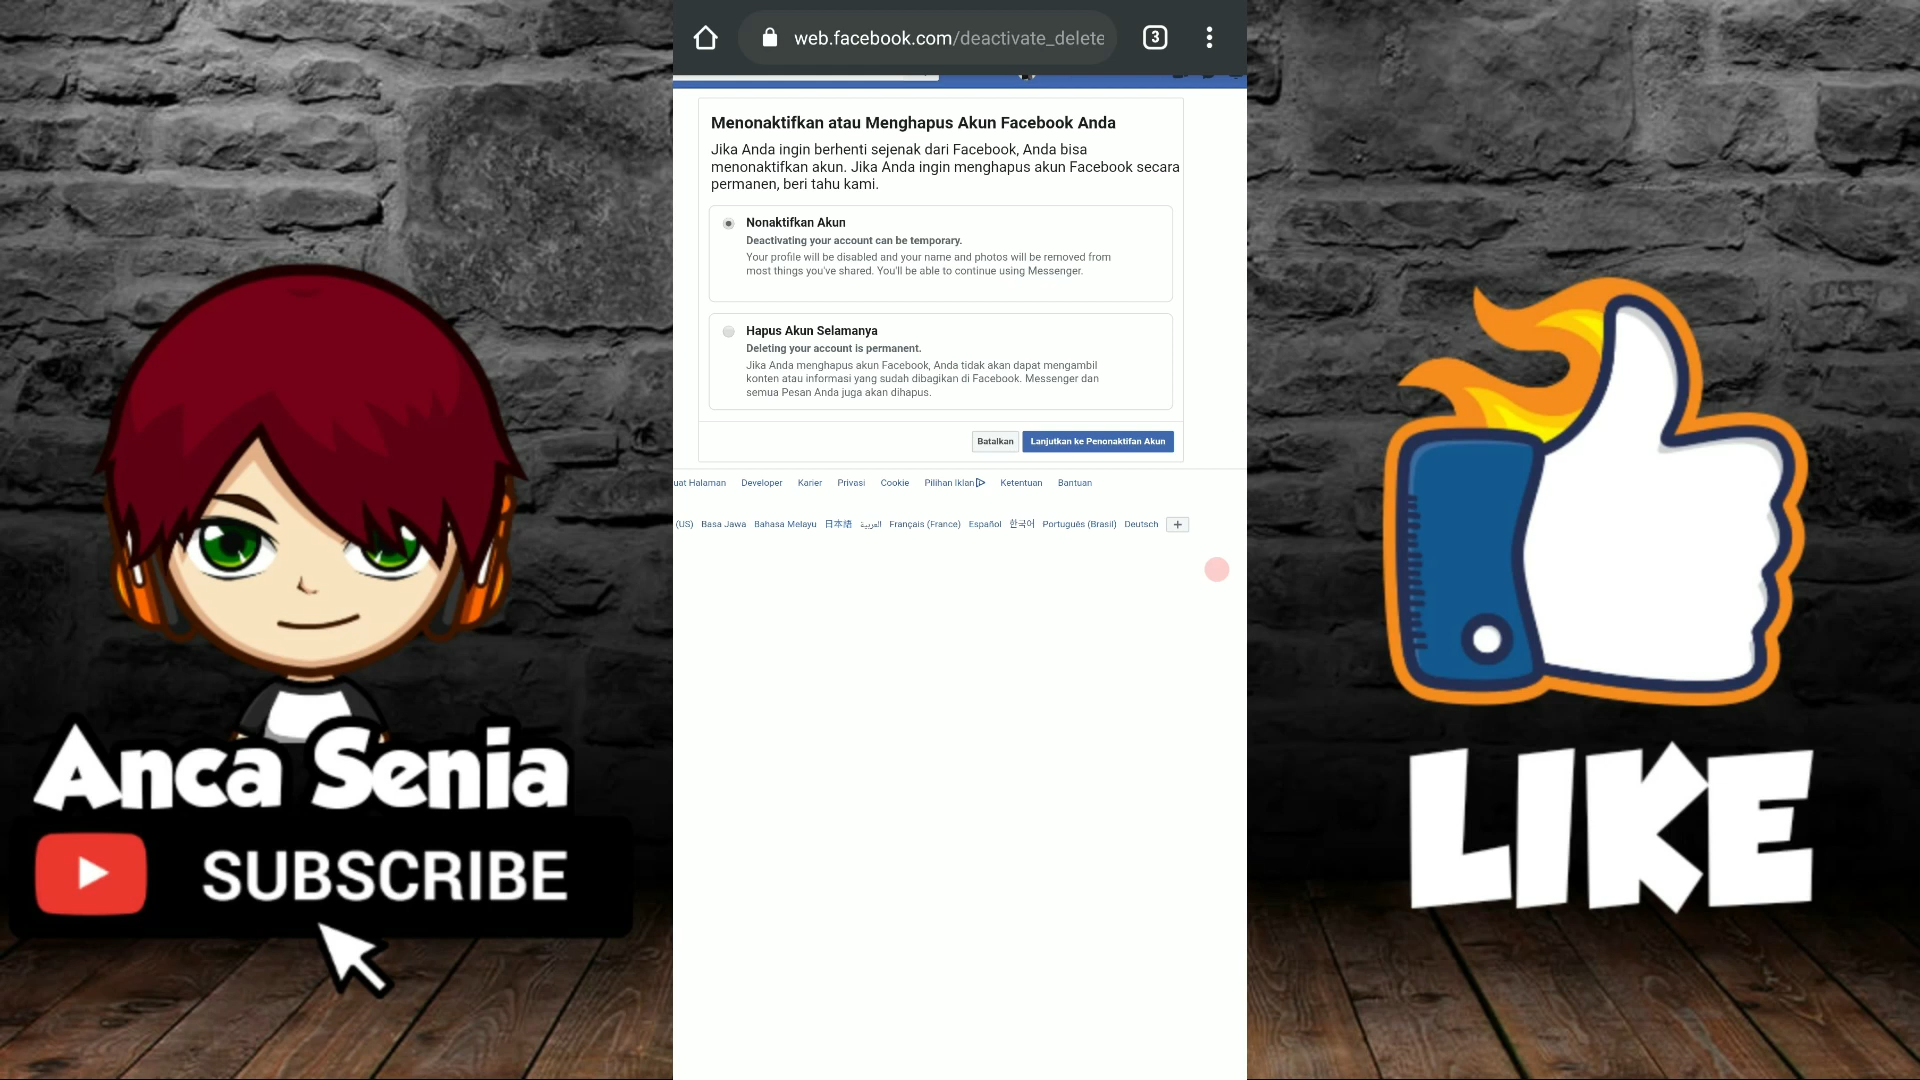 3
web.facebook.com/deactivate_delete
Menonaktifkan atau Menghapus Akun Facebook Anda
Jika Anda ingin berhenti sejenak dari Facebook, Anda bisa
menonaktifkan akun. Jika Anda ingin menghapus akun Facebook secara
permanen, beri tahu kami.
Nonaktifkan Akun
Deactivating your account can be temporary.
Your profile will be disabled and your name and photos will be removed from
most things you've shared. You'll be able to continue using Messenger.
Hapus Akun Selamanya
Deleting your account is permanent.
Jika Anda menghapus akun Facebook, Anda tidak akan dapat mengambil
konten atau informasi yang sudah dibagikan di Facebook. Messenger dan
semua Pesan Anda juga akan dihapus.
Batalkan Lanjutkan ke Penonaktifan Akun
uat Halaman Developer Karier Privasi Cookie Pilihan Iklan Ketentuan Bantuan
(US) Basa Jawa Bahasa Melayu 日本語 العربية Français (France) Español 한국어 Português (Brasil) Deutsch +
Anca Senia
SUBSCRIBE
LIKE